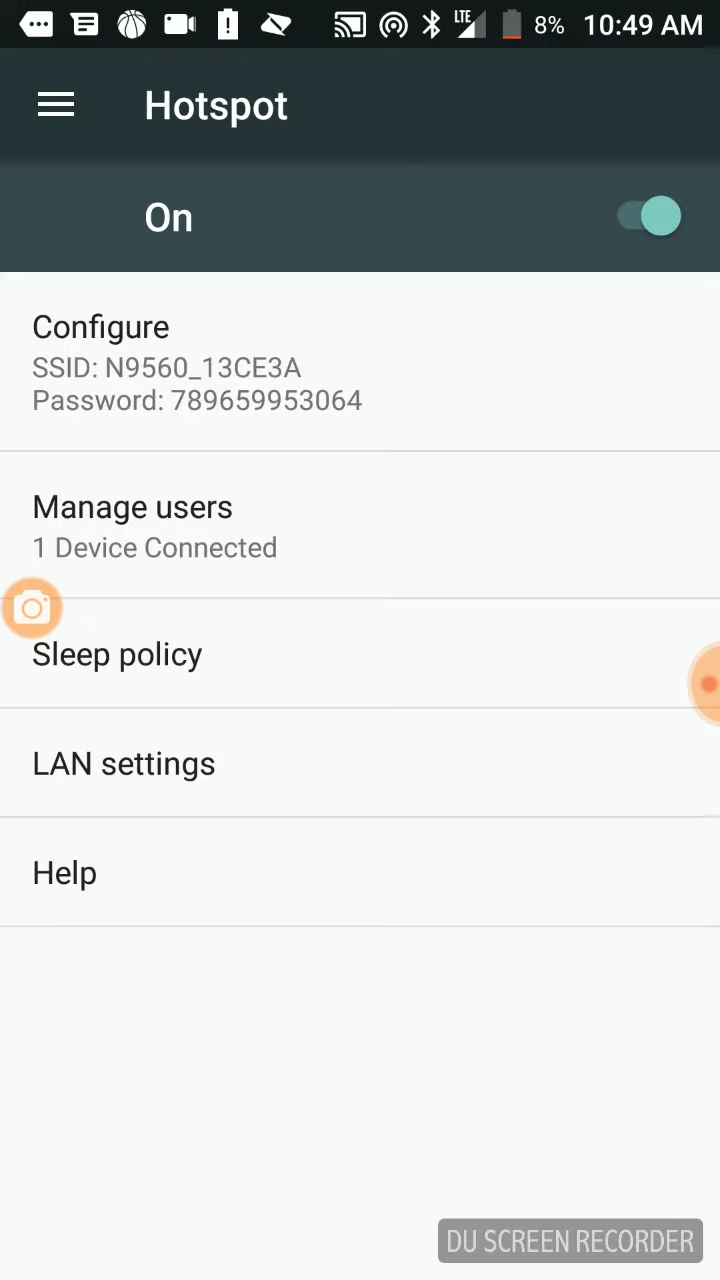 LTE 8% 10:49 AM
Hotspot
On
Configure
SSID: N9560_13CE3A
Password: 789659953064
Manage users
1 Device Connected
Sleep policy
LAN settings
Help
DU SCREEN RECORDER